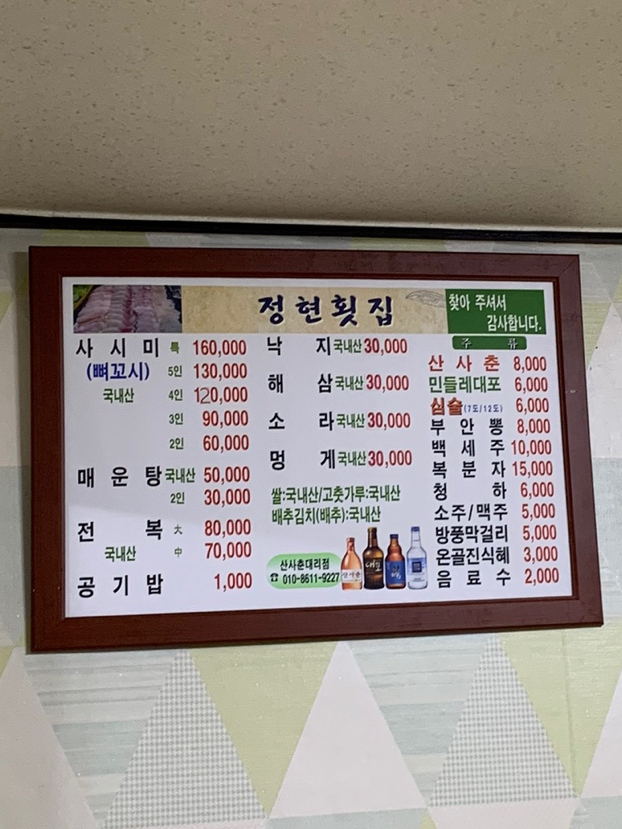 정현횟집
찾아 주셔서
감사합니다.
사시미 특 160,000
(뼈꼬시) 5인 130,000
국내산 4인 120,000
3인 90,000
2인 60,000
매운탕 국내산 50,000
2인 30,000
전복 大 80,000
국내산 中 70,000
공기밥 1,000
낙지 국내산 30,000
해삼 국내산 30,000
소라 국내산 30,000
멍게 국내산 30,000
쌀:국내산/고춧가루:국내산
배추김치(배추):국내산
산사춘대리점
☎ 010-8611-9227
주류
산사춘 8,000
민들레대포 6,000
심술(7도/12도) 6,000
부안뽕 8,000
백세주 10,000
복분자 15,000
청하 6,000
소주/맥주 5,000
방풍막걸리 5,000
온골진식혜 3,000
음료수 2,000
산사춘
대포